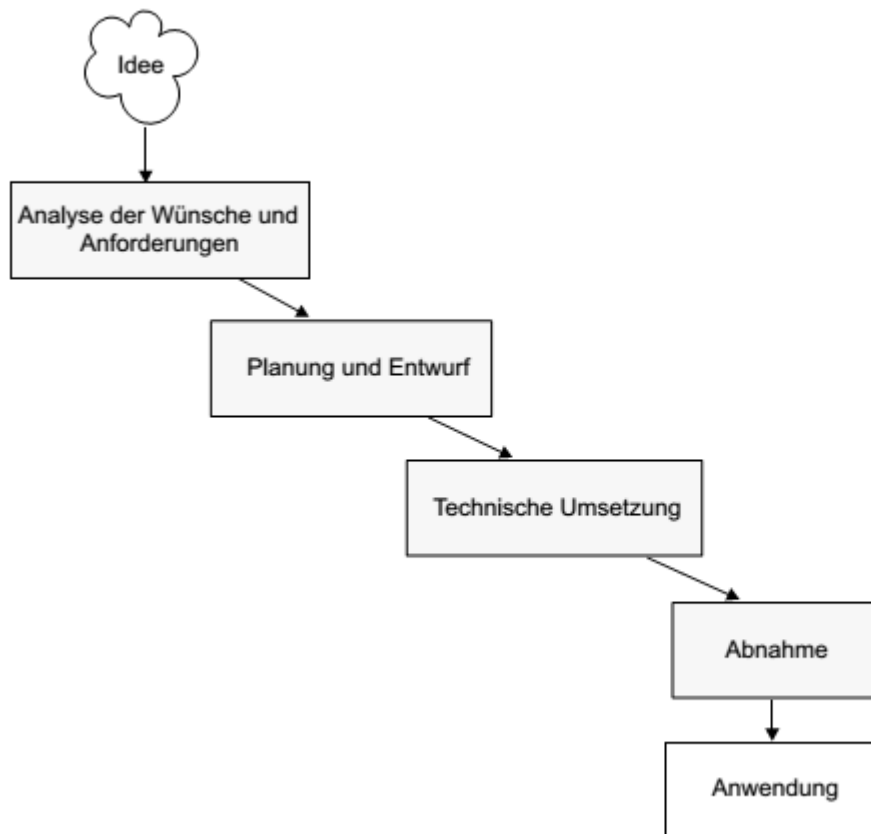 Idee
Analyse der Wünsche und
Anforderungen
Planung und Entwurf
Technische Umsetzung
Abnahme
Anwendung